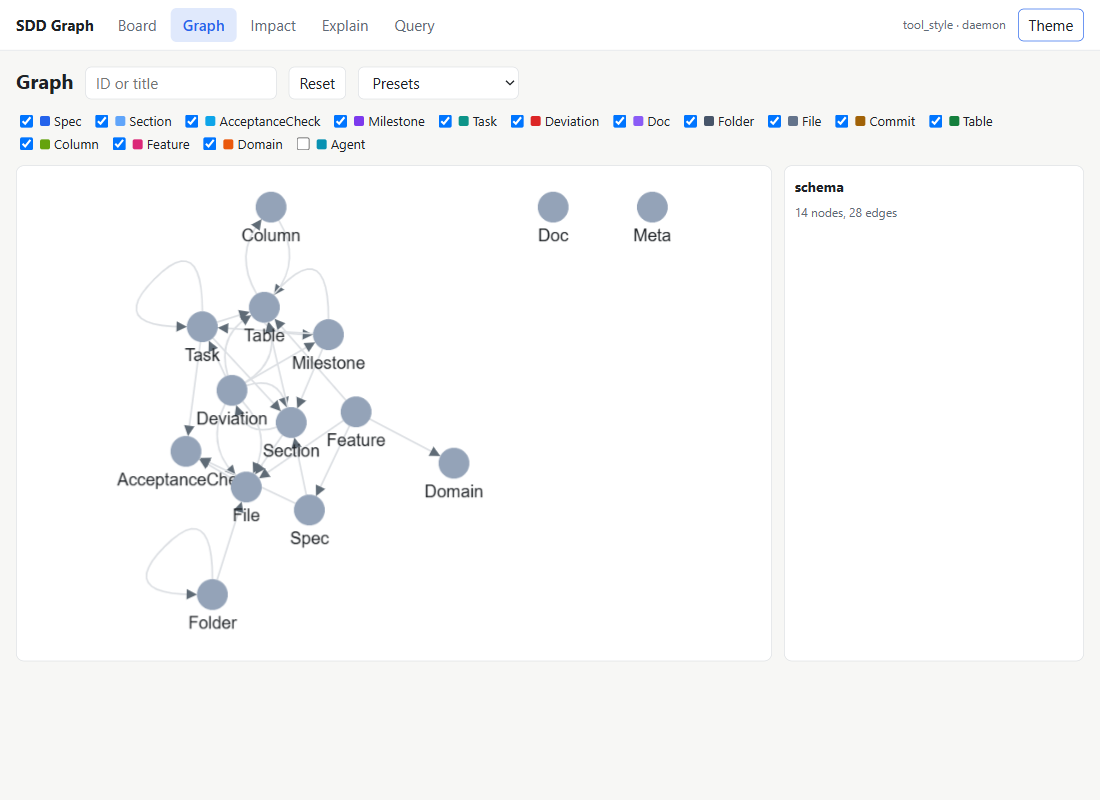 SDD Graph Board Graph Impact Explain Query tool_style · daemon Theme
Graph ID or title Reset Presets
Spec Section AcceptanceCheck Milestone Task Deviation Doc Folder File Commit Table
Column Feature Domain Agent
schema
14 nodes, 28 edges
Column
Doc
Meta
Table
Task
Milestone
Deviation
Section
Feature
AcceptanceChe
Domain
File
Spec
Folder